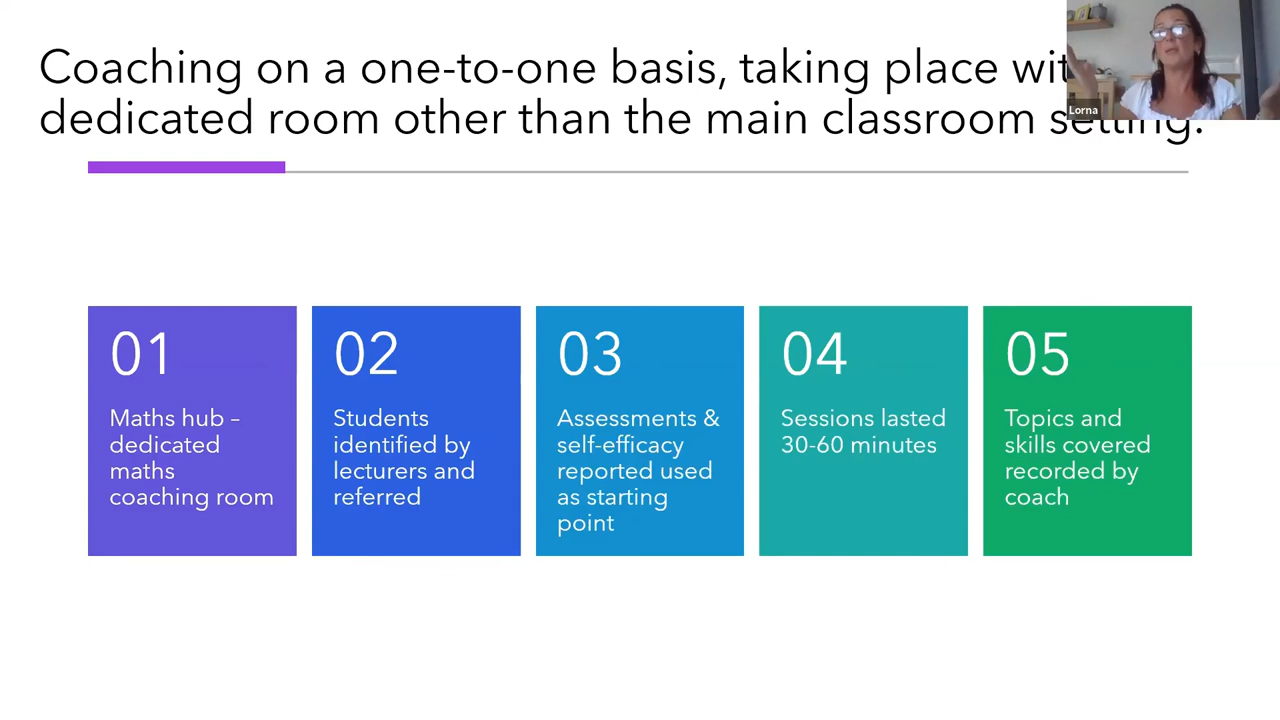 Coaching on a one-to-one basis, taking place
dedicated room other than the main classroom setting.
Lorna
01
Maths hub –
dedicated
maths
coaching room
02
Students
identified by
lecturers and
referred
03
Assessments &
self-efficacy
reported used
as starting
point
04
Sessions lasted
30-60 minutes
05
Topics and
skills covered
recorded by
coach